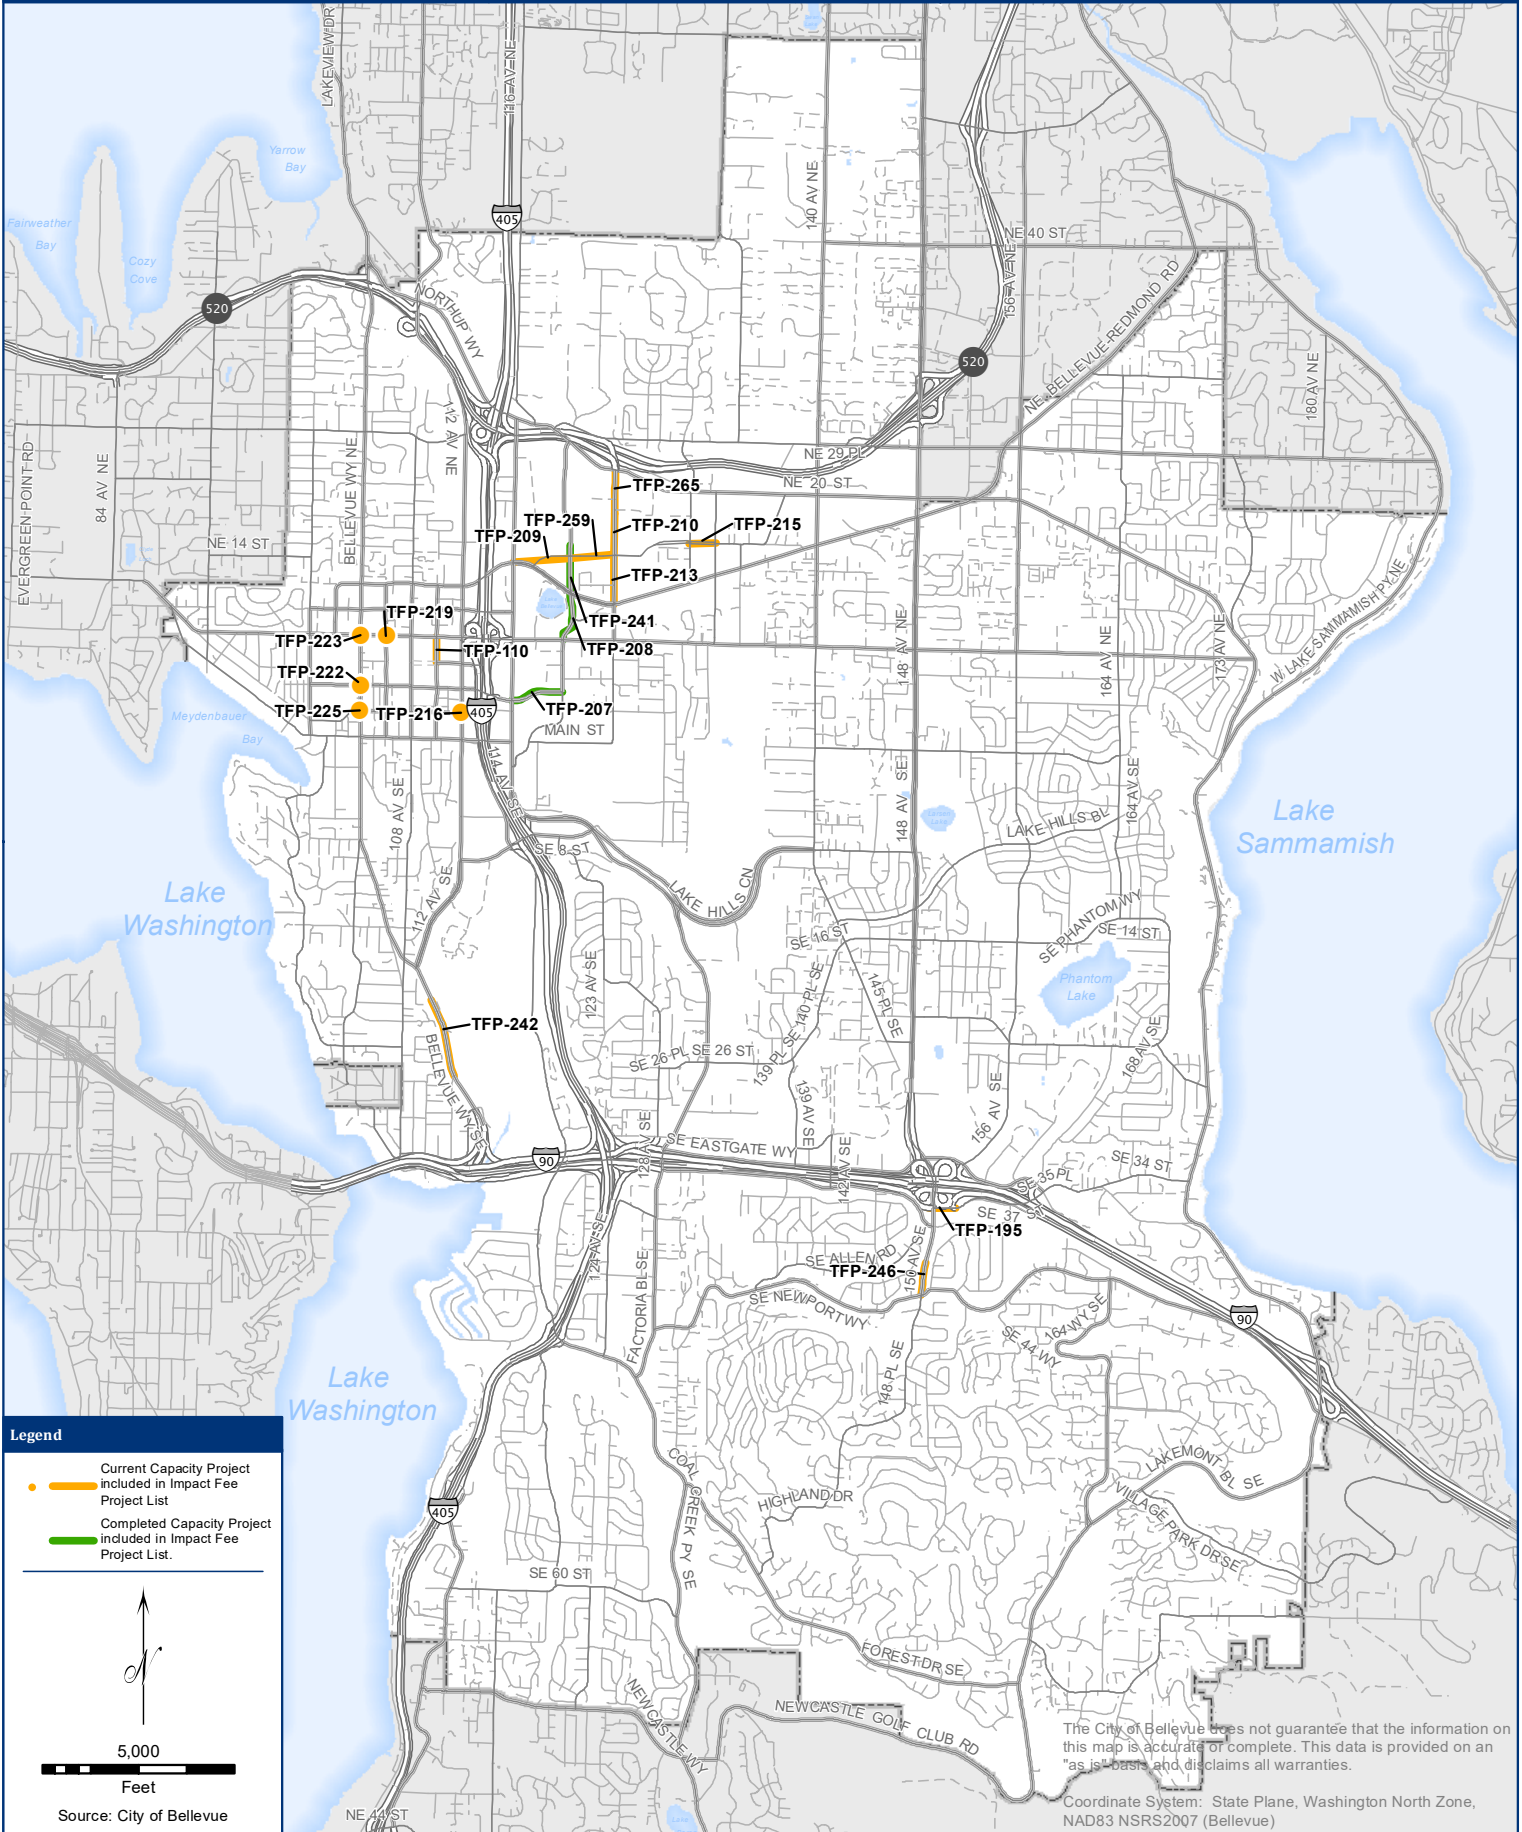 LAKEVIEW DR
116 AV NE
Yarrow
Bay
Fairweather
Bay
Cozy
Cove
405
140 AV NE
NE 40 ST
156 AV NE
NE BELLEVUE-REDMOND RD
520
NORTHUP WY
520
180 AV NE
112 AV NE
BELLEVUE WY NE
EVERGREEN POINT RD
84 AV NE
NE 29 PL
NE 20 ST
TFP-265
TFP-259
TFP-210
TFP-215
TFP-209
NE 14 ST
TFP-213
TFP-219
TFP-241
TFP-223
TFP-208
TFP-110
TFP-222
TFP-225
TFP-216
405
TFP-207
MAIN ST
Meydenbauer
Bay
148 AV NE
164 AV NE
173 AV NE
W LAKE SAMMAMISH PY NE
114 AV SE
108 AV SE
148 AV SE
164 AV SE
Larsen
Lake
LAKE HILLS BL
Lake
Sammamish
SE 8 ST
LAKE HILLS CN
112 AV SE
Lake
Washington
SE 16 ST
SE PHANTOM WY
SE 14 ST
Phantom
Lake
123 AV SE
145 PL SE
139 PL SE
140 PL SE
TFP-242
BELLEVUE WY SE
SE 26 PL
SE 26 ST
139 AV SE
156 AV SE
168 AV SE
128 AV SE
SE EASTGATE WY
142 AV SE
90
SE 34 ST
SE 35 PL
SE 37 ST
TFP-195
124 AV SE
FACTORIA BL SE
SE ALLEN RD
TFP-246
150 AV SE
SE NEWPORT WY
SE 44 WY
164 WY SE
90
148 PL SE
Lake
Washington
COAL CREEK PY SE
HIGHLAND DR
LAKEMONT BL SE
VILLAGE PARK DR SE
405
SE 60 ST
FOREST DR SE
NEWCASTLE WY
NEWCASTLE GOLF CLUB RD
NE 44 ST
Legend
Current Capacity Project
included in Impact Fee
Project List
Completed Capacity Project
included in Impact Fee
Project List.
N
5,000
Feet
Source: City of Bellevue
The City of Bellevue does not guarantee that the information on
this map is accurate or complete. This data is provided on an
"as is" basis and disclaims all warranties.
Coordinate System: State Plane, Washington North Zone,
NAD83 NSRS2007 (Bellevue)